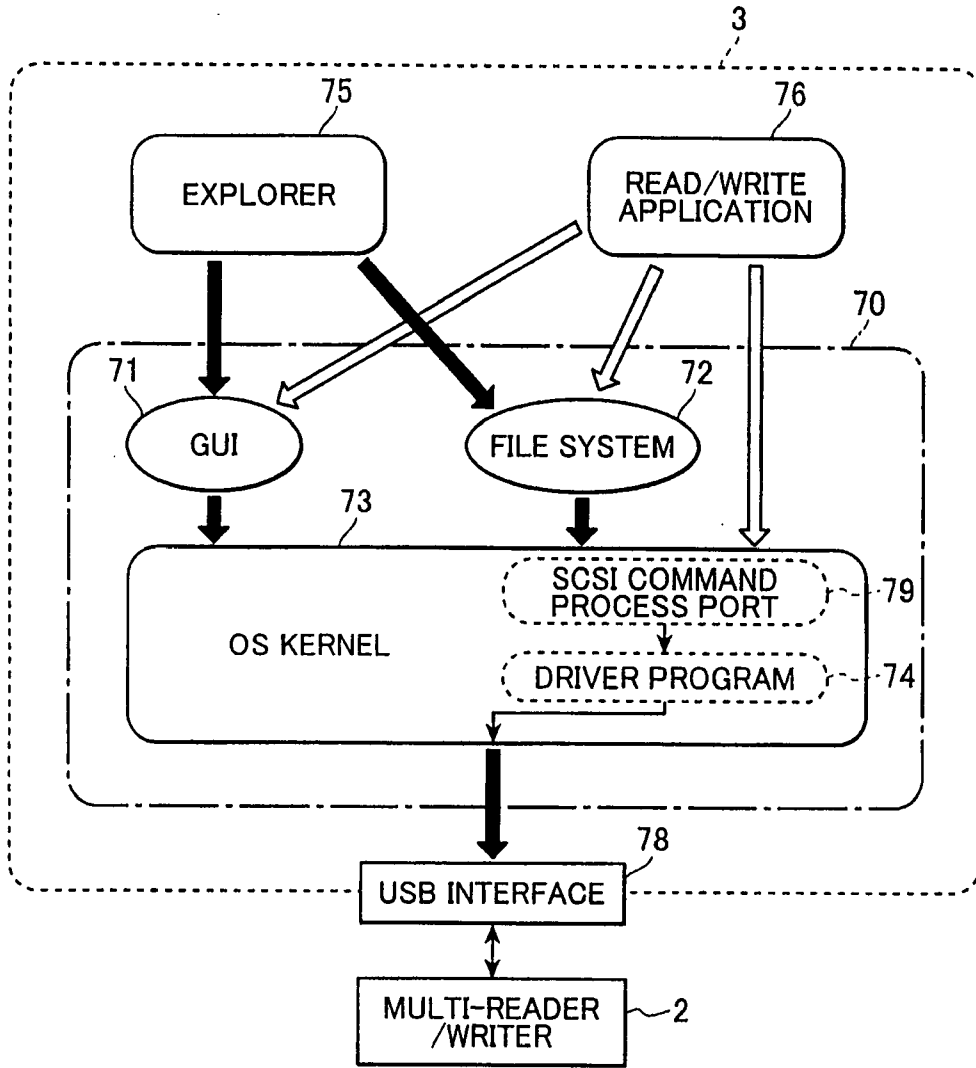 3
75
76
EXPLORER
READ/WRITE
APPLICATION
70
71
72
GUI
FILE SYSTEM
73
SCSI COMMAND
PROCESS PORT
79
OS KERNEL
DRIVER PROGRAM
74
78
USB INTERFACE
MULTI-READER
/WRITER
2